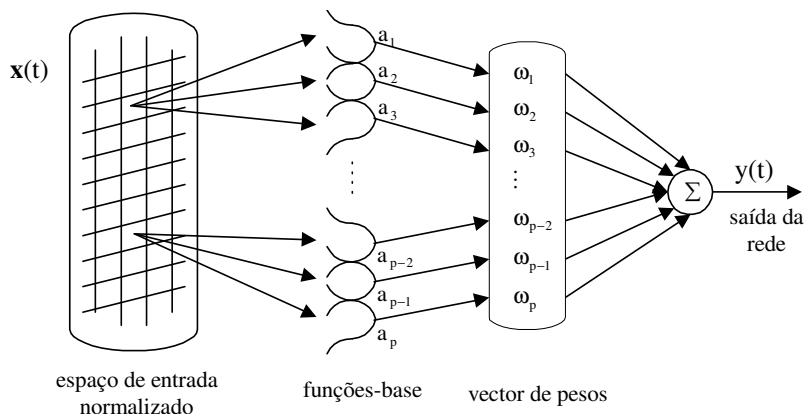 x(t)
a1
a2
a3
ap−2
ap−1
ap
ω1
ω2
ω3
...
ωp−2
ωp−1
ωp
Σ
y(t)
saída da
rede
espaço de entrada
normalizado
funções-base
vector de pesos